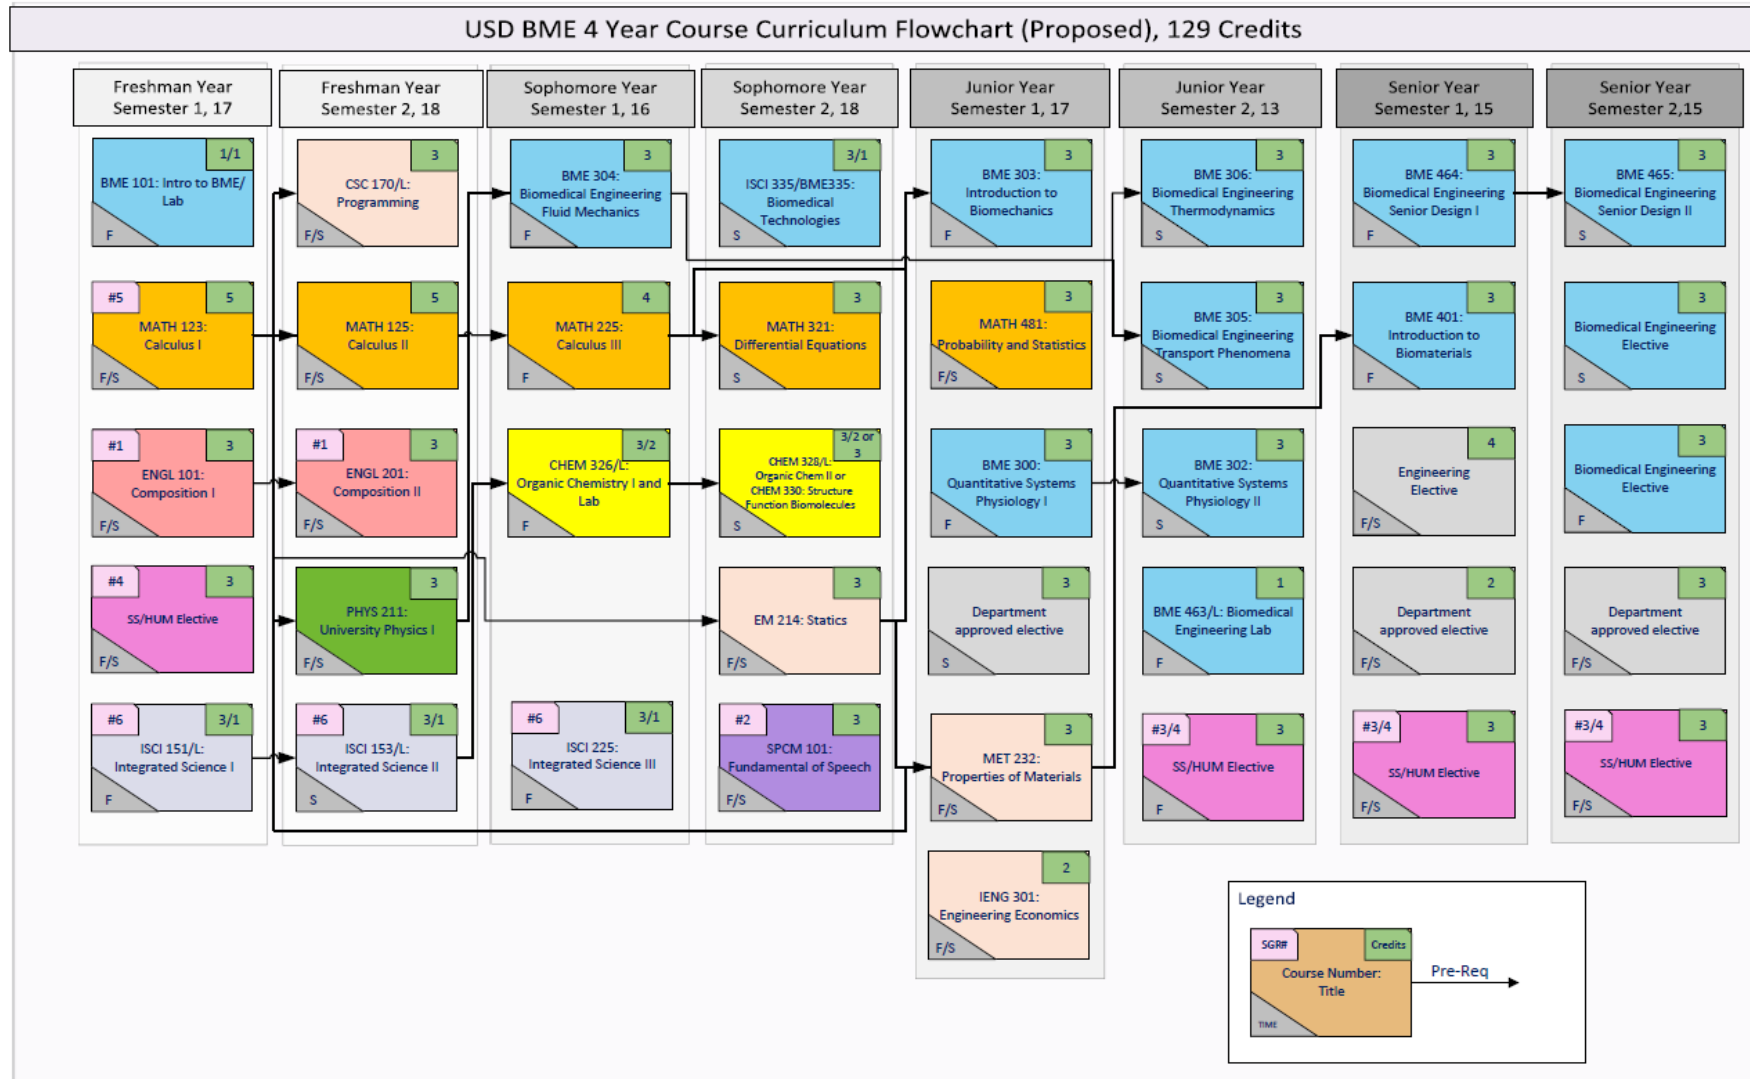 USD BME 4 Year Course Curriculum Flowchart (Proposed), 129 Credits
Freshman Year
Semester 1, 17
1/1
BME 101: Intro to BME/
Lab
F
#5
5
MATH 123:
Calculus I
F/S
#1
3
ENGL 101:
Composition I
F/S
#4
3
SS/HUM Elective
F/S
#6
3/1
ISCI 151/L:
Integrated Science I
F
Freshman Year
Semester 2, 18
3
CSC 170/L:
Programming
F/S
5
MATH 125:
Calculus II
F/S
#1
3
ENGL 201:
Composition II
F/S
3
PHYS 211:
University Physics I
F/S
#6
3/1
ISCI 153/L:
Integrated Science II
S
Sophomore Year
Semester 1, 16
3
BME 304:
Biomedical Engineering
Fluid Mechanics
F
4
MATH 225:
Calculus III
F
3/2
CHEM 326/L:
Organic Chemistry I and
Lab
F
#6
3/1
ISCI 225:
Integrated Science III
F
Sophomore Year
Semester 2, 18
3/1
ISCI 335/BME335:
Biomedical
Technologies
S
3
MATH 321:
Differential Equations
S
3/2 or
3
CHEM 328/L:
Organic Chem II or
CHEM 330: Structure
Function Biomolecules
S
3
EM 214: Statics
F/S
#2
3
SPCM 101:
Fundamental of Speech
F/S
Junior Year
Semester 1, 17
3
BME 303:
Introduction to
Biomechanics
F
3
MATH 481:
Probability and Statistics
F/S
3
BME 300:
Quantitative Systems
Physiology I
F
3
Department
approved elective
S
3
MET 232:
Properties of Materials
F/S
2
IENG 301:
Engineering Economics
F/S
Junior Year
Semester 2, 13
3
BME 306:
Biomedical Engineering
Thermodynamics
S
3
BME 305:
Biomedical Engineering
Transport Phenomena
S
3
BME 302:
Quantitative Systems
Physiology II
S
1
BME 463/L: Biomedical
Engineering Lab
F
#3/4
3
SS/HUM Elective
F
Senior Year
Semester 1, 15
3
BME 464:
Biomedical Engineering
Senior Design I
F
3
BME 401:
Introduction to
Biomaterials
F
4
Engineering
Elective
F/S
2
Department
approved elective
F/S
#3/4
3
SS/HUM Elective
F/S
Senior Year
Semester 2,15
3
BME 465:
Biomedical Engineering
Senior Design II
S
3
Biomedical Engineering
Elective
S
3
Biomedical Engineering
Elective
F
3
Department
approved elective
F/S
#3/4
3
SS/HUM Elective
F/S
Legend
SGR#
Credits
Course Number:
Title
TIME
Pre-Req